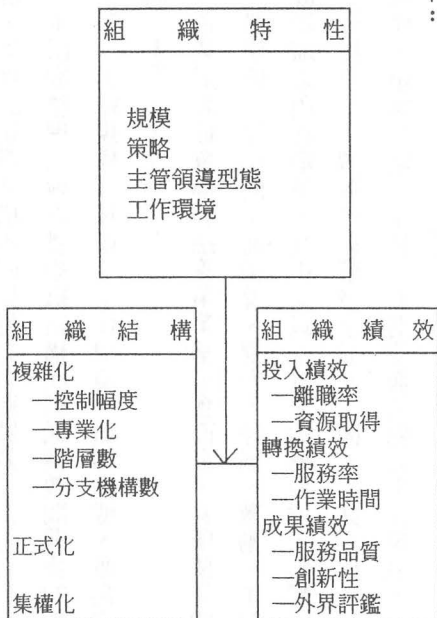 組織特性
規模
策略
主管領導型態
工作環境
組織結構
複雜化
—控制幅度
—專業化
—階層數
—分支機構數
正式化
集權化
組織績效
投入績效
—離職率
—資源取得
轉換績效
—服務率
—作業時間
成果績效
—服務品質
—創新性
—外界評鑑